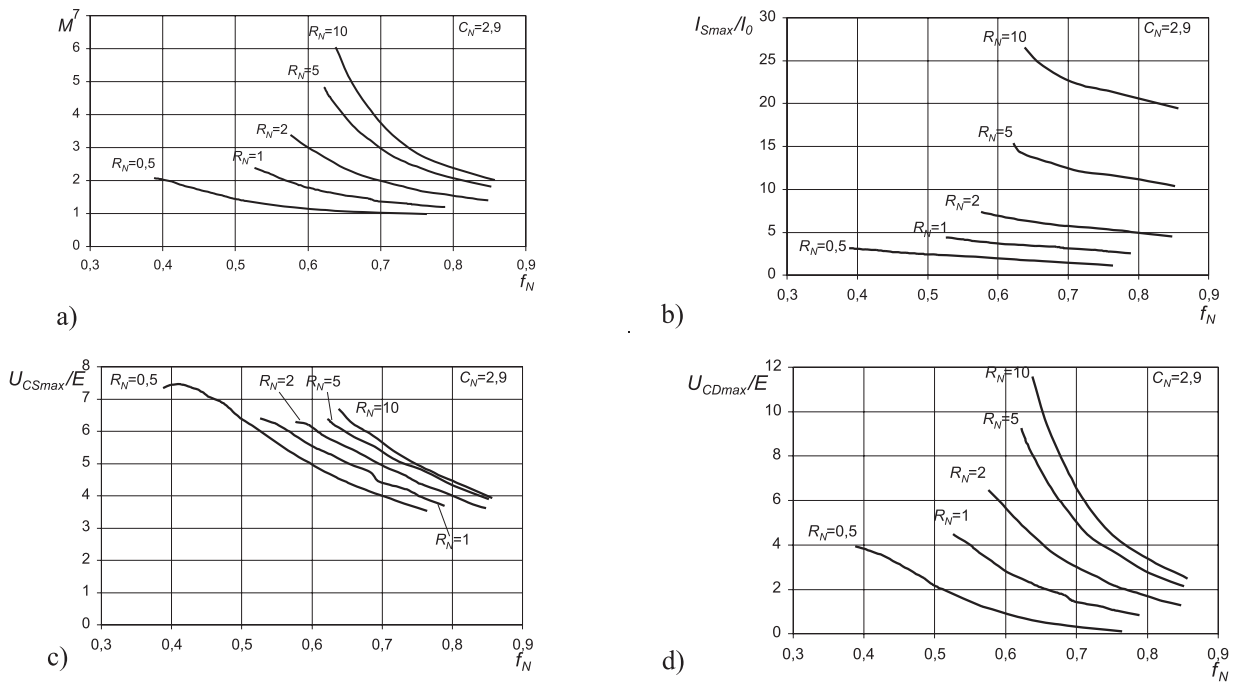 M
7
R_N=10
C_N=2,9
6
R_N=5
5
4
R_N=2
3
R_N=1
R_N=0,5
2
1
0
0,3 0,4 0,5 0,6 0,7 0,8 0,9
f_N
a)
I_Smax/I_0
30
R_N=10
C_N=2,9
25
20
R_N=5
15
10
R_N=2
R_N=1
5
R_N=0,5
0
0,3 0,4 0,5 0,6 0,7 0,8 0,9
f_N
b)
U_CSmax/E
8
R_N=0,5
R_N=2 R_N=5
C_N=2,9
7
R_N=10
6
5
4
3
R_N=1
2
1
0
0,3 0,4 0,5 0,6 0,7 0,8 0,9
f_N
c)
U_CDmax/E
12
R_N=10
C_N=2,9
10
R_N=5
8
R_N=2
6
R_N=1
R_N=0,5
4
2
0
0,3 0,4 0,5 0,6 0,7 0,8 0,9
f_N
d)